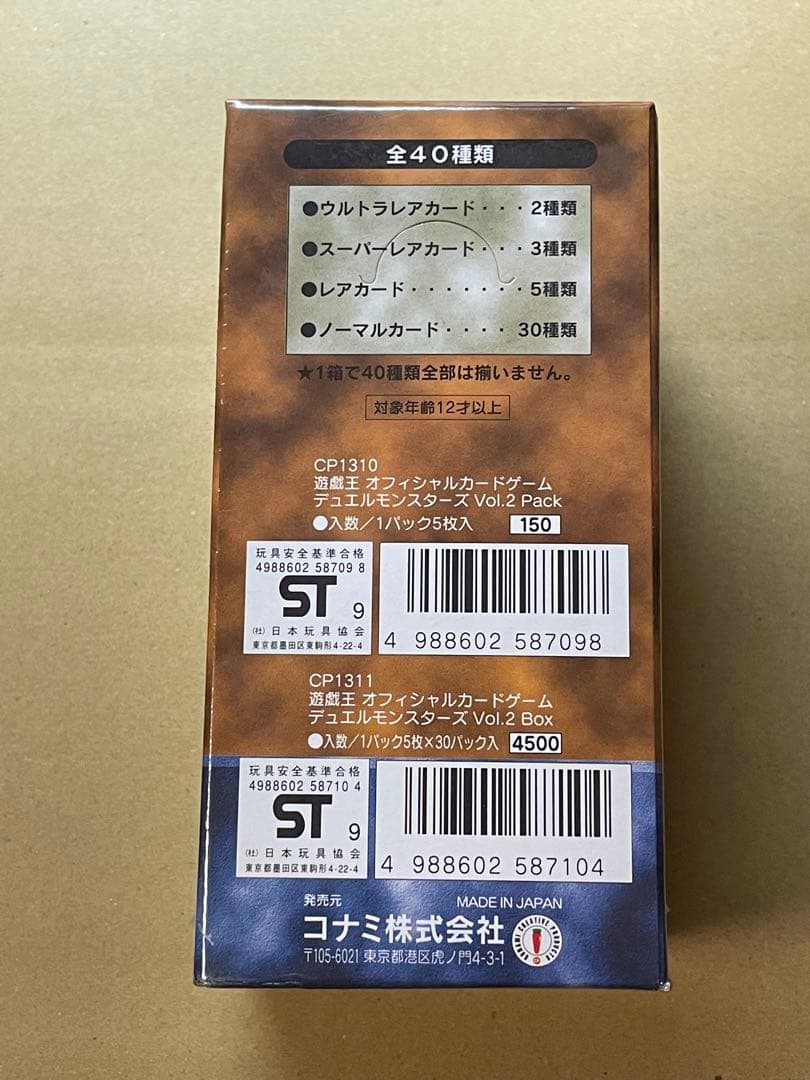 全40種類
●ウルトラレアカード・・・2種類
●スーパーレアカード・・・3種類
●レアカード・・・・・・・5種類
●ノーマルカード・・・・30種類
★1箱で40種類全部は揃いません。
対象年齢12才以上
CP1310
遊戯王 オフィシャルカードゲーム
デュエルモンスターズ Vol.2 Pack
●入数／1パック5枚入 150
玩具安全基準合格
4988602 58709 8
ST 9
(社)日本玩具協会
東京都墨田区東駒形4-22-4
4 988602 587098
CP1311
遊戯王 オフィシャルカードゲーム
デュエルモンスターズ Vol.2 Box
●入数／1パック5枚×30パック入 4500
玩具安全基準合格
4988602 58710 4
ST 9
(社)日本玩具協会
東京都墨田区東駒形4-22-4
4 988602 587104
発売元 MADE IN JAPAN
コナミ株式会社
KONAMI CREATIVE PRODUCTS
〒105-6021 東京都港区虎ノ門4-3-1